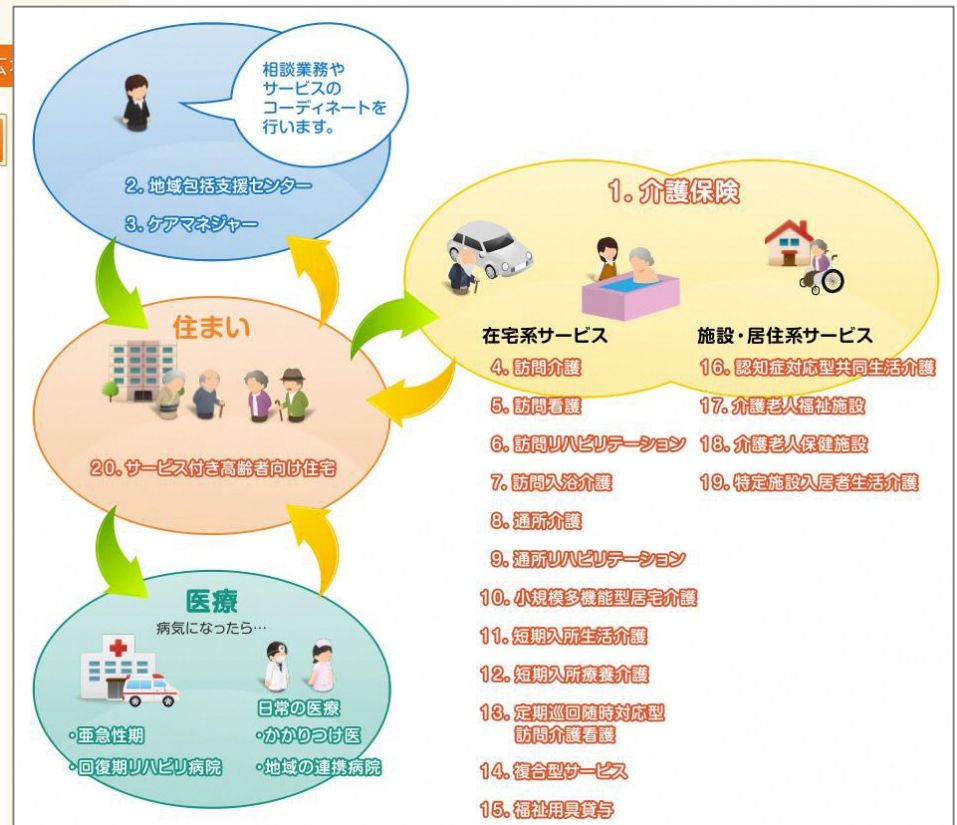 相談業務や
サービスの
コーディネートを
行います。
2. 地域包括支援センター
3. ケアマネジャー
1. 介護保険
住まい
20. サービス付き高齢者向け住宅
在宅系サービス
4. 訪問介護
5. 訪問看護
6. 訪問リハビリテーション
7. 訪問入浴介護
8. 通所介護
9. 通所リハビリテーション
10. 小規模多機能型居宅介護
11. 短期入所生活介護
12. 短期入所療養介護
13. 定期巡回随時対応型
訪問介護看護
14. 複合型サービス
15. 福祉用具貸与
施設・居住系サービス
16. 認知症対応型共同生活介護
17. 介護老人福祉施設
18. 介護老人保健施設
19. 特定施設入居者生活介護
医療
病気になったら…
・亜急性期
・回復期リハビリ病院
日常の医療
・かかりつけ医
・地域の連携病院